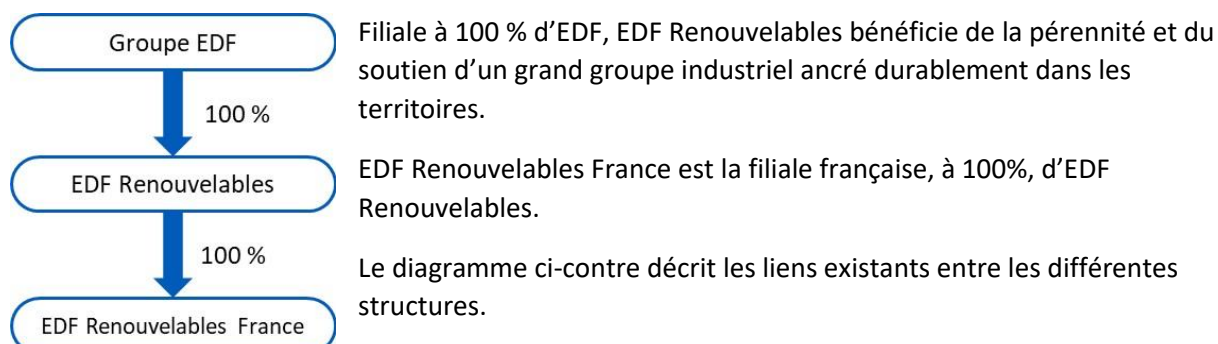 Groupe EDF
100 %
EDF Renouvelables
100 %
EDF Renouvelables France
Filiale à 100 % d’EDF, EDF Renouvelables bénéficie de la pérennité et du
soutien d’un grand groupe industriel ancré durablement dans les
territoires.
EDF Renouvelables France est la filiale française, à 100%, d’EDF
Renouvelables.
Le diagramme ci-contre décrit les liens existants entre les différentes
structures.